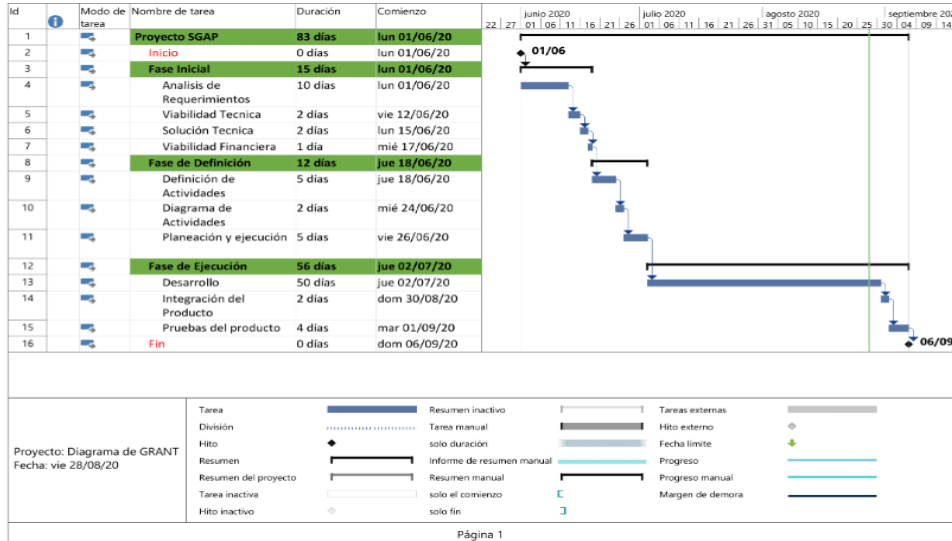 Id Modo de tarea Nombre de tarea Duración Comienzo
junio 2020 julio 2020 agosto 2020 septiembre 202
22 27 01 06 11 16 21 26 01 06 11 16 21 26 31 05 10 15 20 25 30 04 09 14
1 Proyecto SGAP 83 días lun 01/06/20
2 Inicio 0 días lun 01/06/20 01/06
3 Fase Inicial 15 días lun 01/06/20
4 Analisis de Requerimientos 10 días lun 01/06/20
5 Viabilidad Tecnica 2 días vie 12/06/20
6 Solución Tecnica 2 días lun 15/06/20
7 Viabilidad Financiera 1 día mié 17/06/20
8 Fase de Definición 12 días jue 18/06/20
9 Definición de Actividades 5 días jue 18/06/20
10 Diagrama de Actividades 2 días mié 24/06/20
11 Planeación y ejecución 5 días vie 26/06/20
12 Fase de Ejecución 56 días jue 02/07/20
13 Desarrollo 50 días jue 02/07/20
14 Integración del Producto 2 días dom 30/08/20
15 Pruebas del producto 4 días mar 01/09/20
16 Fin 0 días dom 06/09/20 06/09
Proyecto: Diagrama de GRANT
Fecha: vie 28/08/20
Tarea Resumen inactivo Tareas externas
División Tarea manual Hito externo
Hito solo duración Fecha límite
Resumen Informe de resumen manual Progreso
Resumen del proyecto Resumen manual Progreso manual
Tarea inactiva solo el comienzo Margen de demora
Hito inactivo solo fin
Página 1